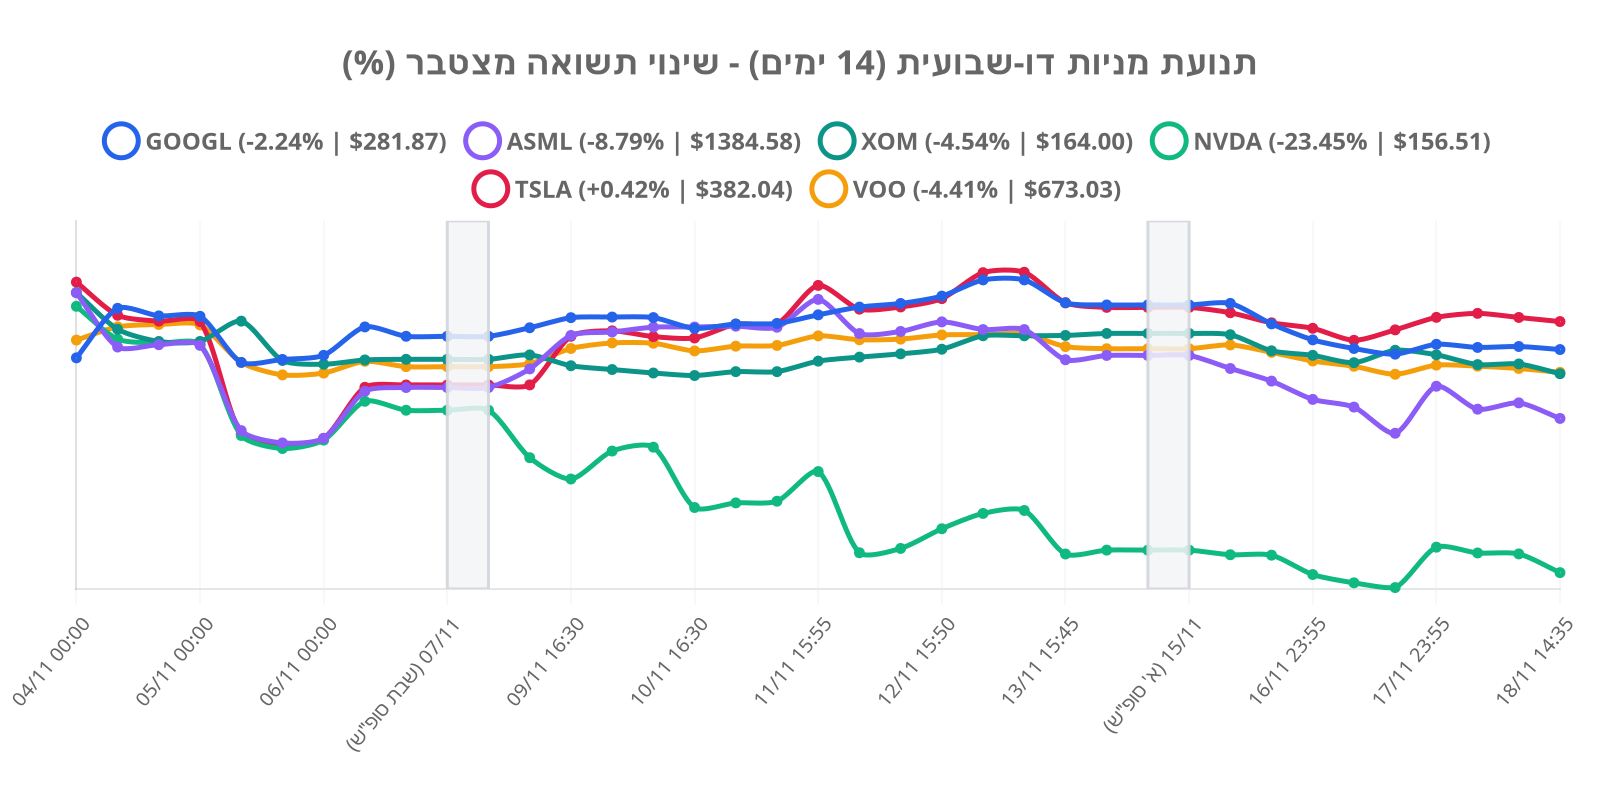 תנועת מניות דו-שבועית (14 ימים) - שינוי תשואה מצטבר (%)
GOOGL (-2.24% | $281.87) ASML (-8.79% | $1384.58) XOM (-4.54% | $164.00) NVDA (-23.45% | $156.51)
TSLA (+0.42% | $382.04) VOO (-4.41% | $673.03)
04/11 00:00
05/11 00:00
06/11 00:00
07/11 (שבת סופ"ש)
09/11 16:30
10/11 16:30
11/11 15:55
12/11 15:50
13/11 15:45
15/11 (א' סופ"ש)
16/11 23:55
17/11 23:55
18/11 14:35